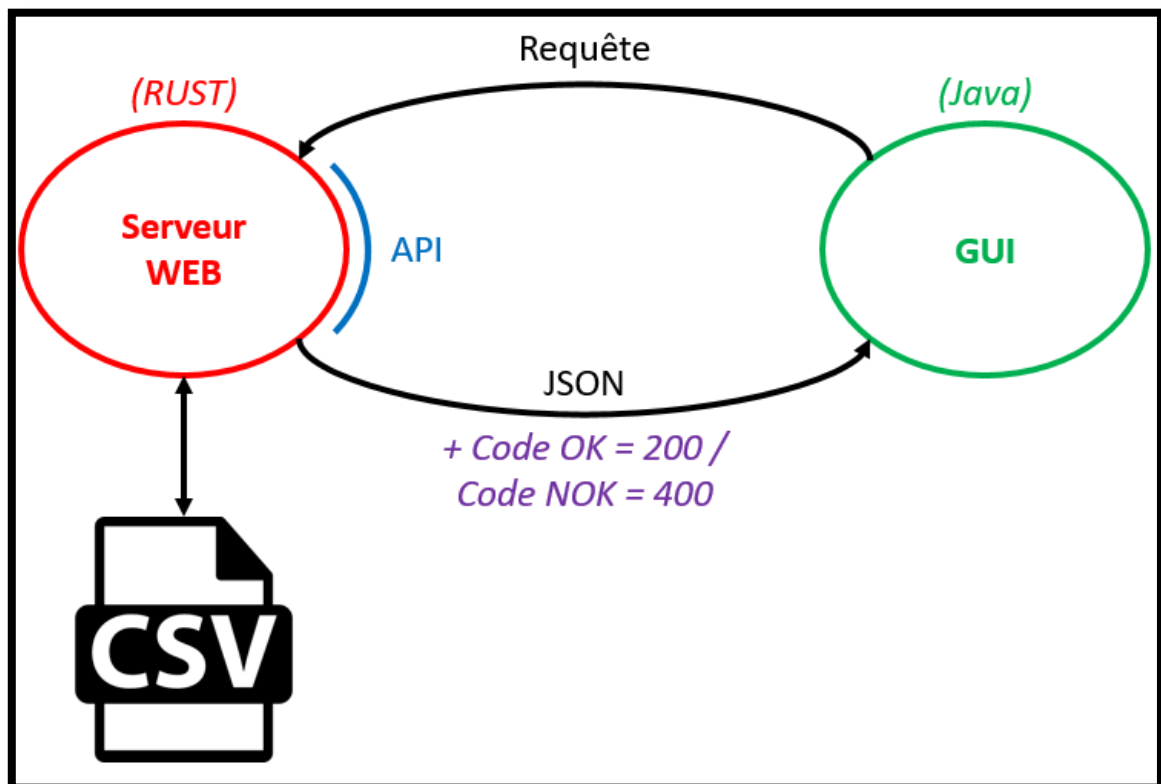 Requête
(RUST)
(Java)
Serveur
WEB
API
GUI
JSON
+ Code OK = 200 /
Code NOK = 400
CSV